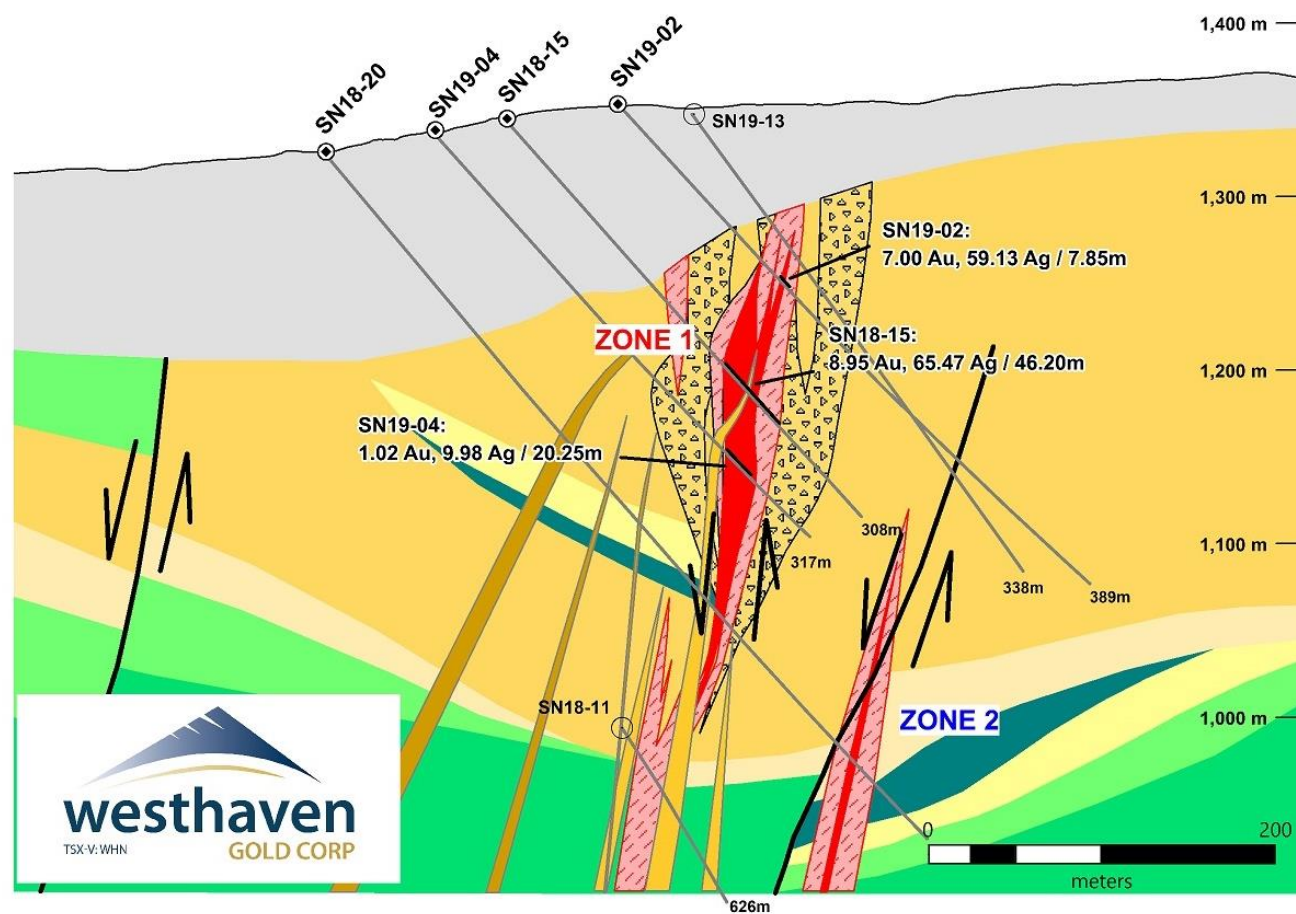 1,400 m
SN18-20
SN19-04
SN18-15
SN19-02
SN19-13
1,300 m
SN19-02:
7.00 Au, 59.13 Ag / 7.85m
ZONE 1
SN18-15:
8.95 Au, 65.47 Ag / 46.20m
1,200 m
SN19-04:
1.02 Au, 9.98 Ag / 20.25m
308m
317m
1,100 m
338m
389m
SN18-11
ZONE 2
1,000 m
westhaven
TSX-V: WHN
GOLD CORP
0
200
meters
626m